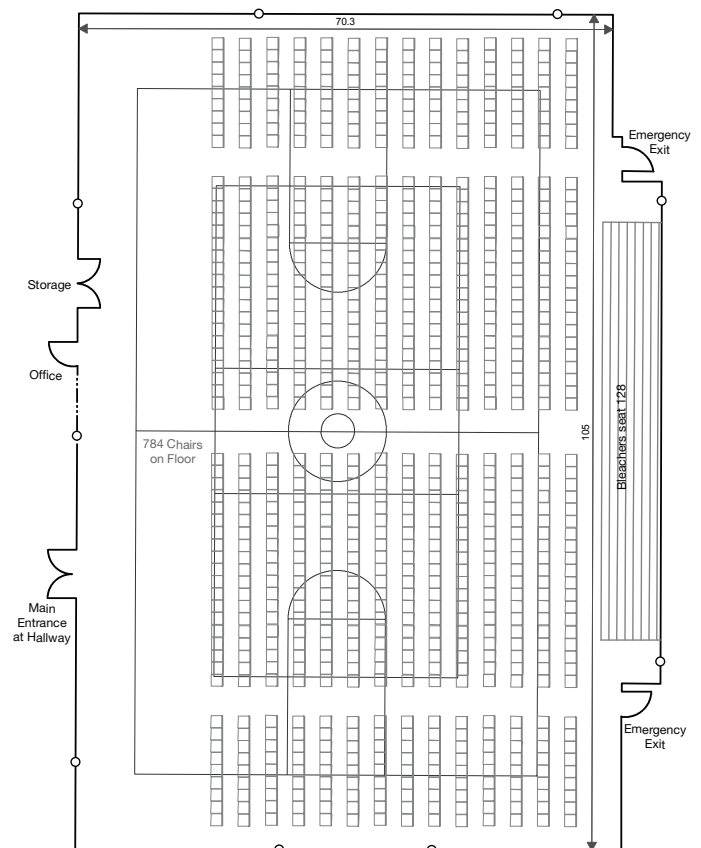 70.3
Emergency
Exit
Storage
Office
105
Bleachers seat 128
784 Chairs
on Floor
Main
Entrance
at Hallway
Emergency
Exit